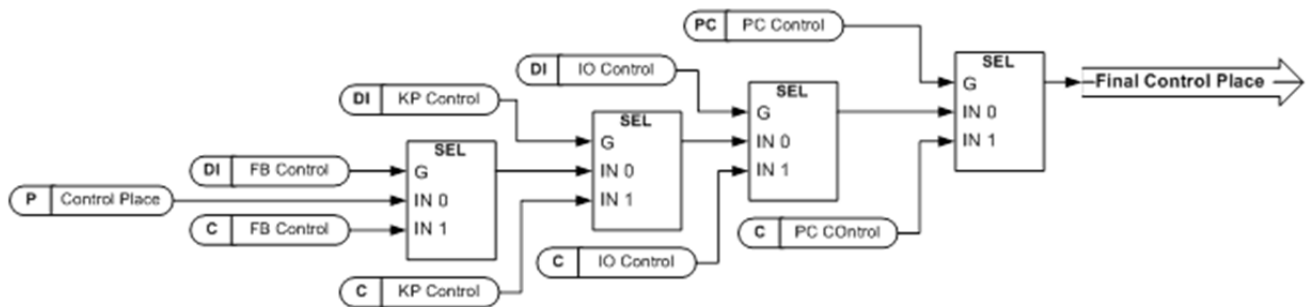 PC PC Control
SEL
DI IO Control
G
Final Control Place
SEL
DI KP Control
G
IN 0
SEL
IN 1
G
IN 0
SEL
DI FB Control
G
IN 0
IN 1
P Control Place
IN 0
IN 1
C FB Control
IN 1
C PC COntrol
C IO Control
C KP Control